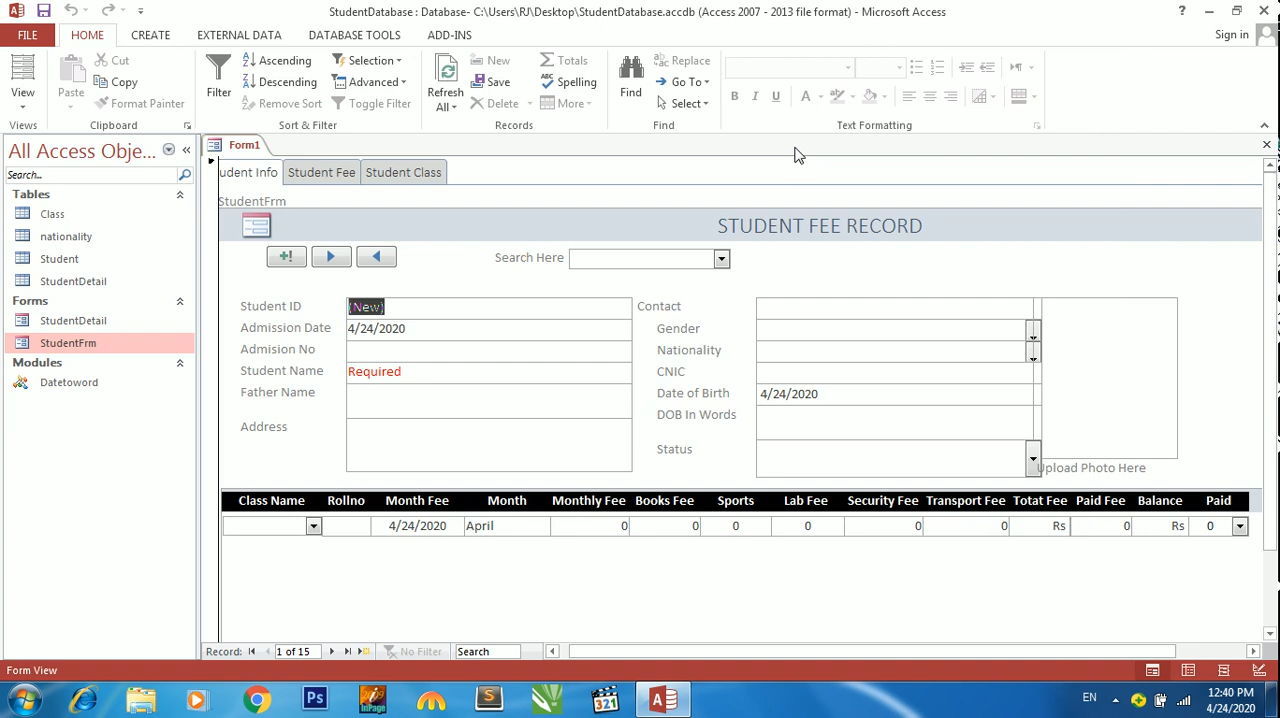 StudentDatabase : Database- C:\Users\RJ\Desktop\StudentDatabase.accdb (Access 2007 - 2013 file format) - Microsoft Access
?
FILE HOME CREATE EXTERNAL DATA DATABASE TOOLS ADD-INS Sign in
View
Views
Paste
Cut
Copy
Format Painter
Clipboard
Filter
Ascending
Descending
Remove Sort
Selection
Advanced
Toggle Filter
Sort & Filter
Refresh
All
New
Save
Delete
Totals
Spelling
More
Records
Find
Replace
Go To
Select
Find
B I U A
Text Formatting
All Access Obje...
Search...
Tables
Class
nationality
Student
StudentDetail
Forms
StudentDetail
StudentFrm
Modules
Datetoword
Form1
udent Info Student Fee Student Class
StudentFrm
STUDENT FEE RECORD
Search Here
Student ID (New)
Admission Date 4/24/2020
Admision No
Student Name Required
Father Name
Address
Contact
Gender
Nationality
CNIC
Date of Birth 4/24/2020
DOB In Words
Status
Upload Photo Here
Class Name Rollno Month Fee Month Monthly Fee Books Fee Sports Lab Fee Security Fee Transport Fee Totat Fee Paid Fee Balance Paid
4/24/2020 April 0 0 0 0 0 0 Rs 0 Rs 0
Record: 1 of 15 No Filter Search
Form View
Ps InPage S 321 A
EN 12:40 PM
4/24/2020